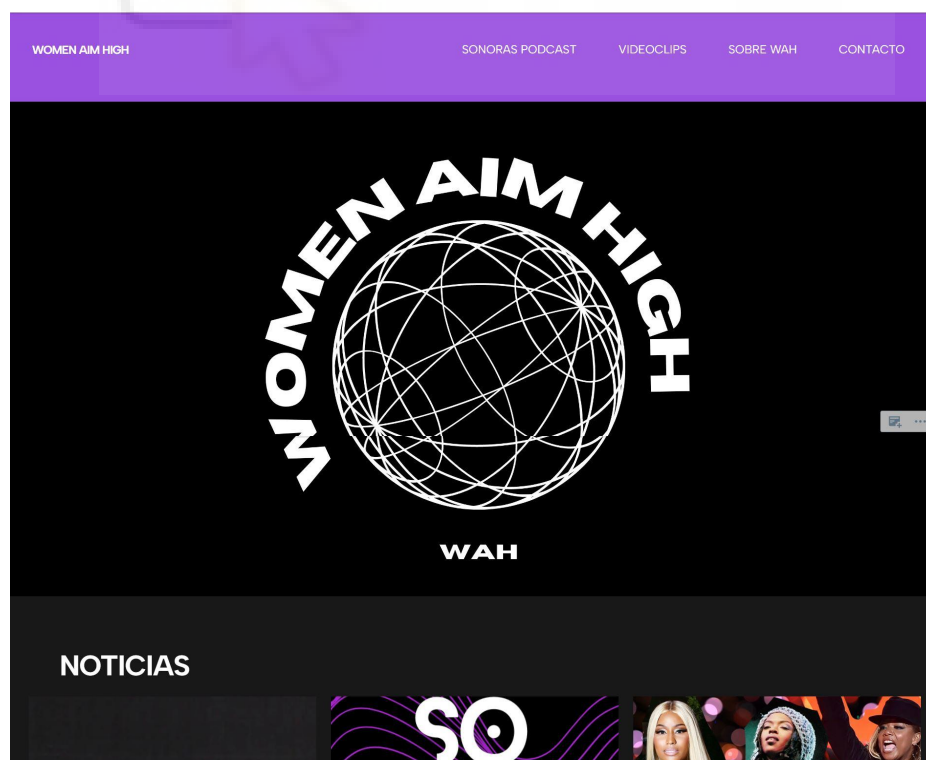 WOMEN AIM HIGH
SONORAS PODCAST
VIDEOCLIPS
SOBRE WAH
CONTACTO
WOMEN AIM HIGH
WAH
NOTICIAS
SO